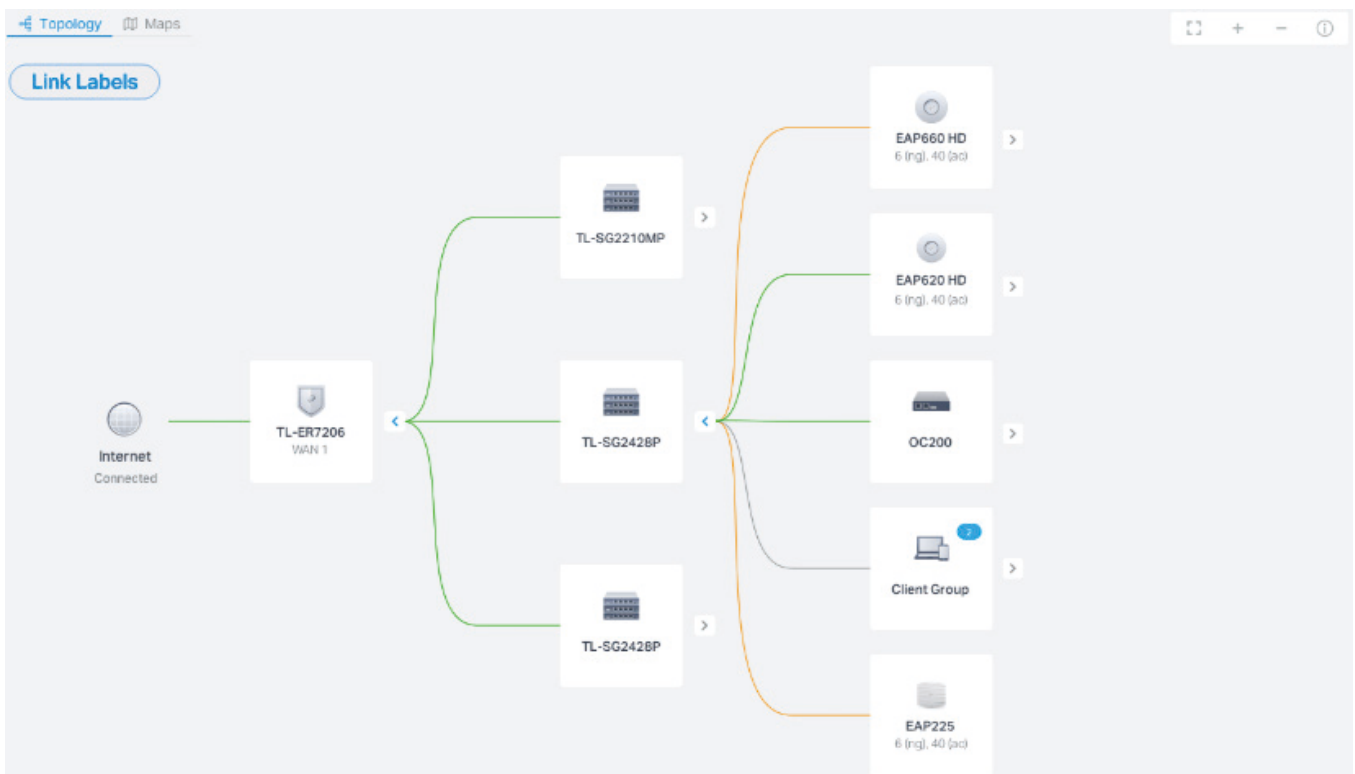 Topology
Maps
Link Labels
EAP660 HD
6 (ng), 40 (ac)
TL-SG2210MP
EAP620 HD
6 (ng), 40 (ac)
TL-ER7206
WAN 1
Internet
Connected
TL-SG2428P
OC200
Client Group
TL-SG2428P
EAP225
6 (ng), 40 (ac)